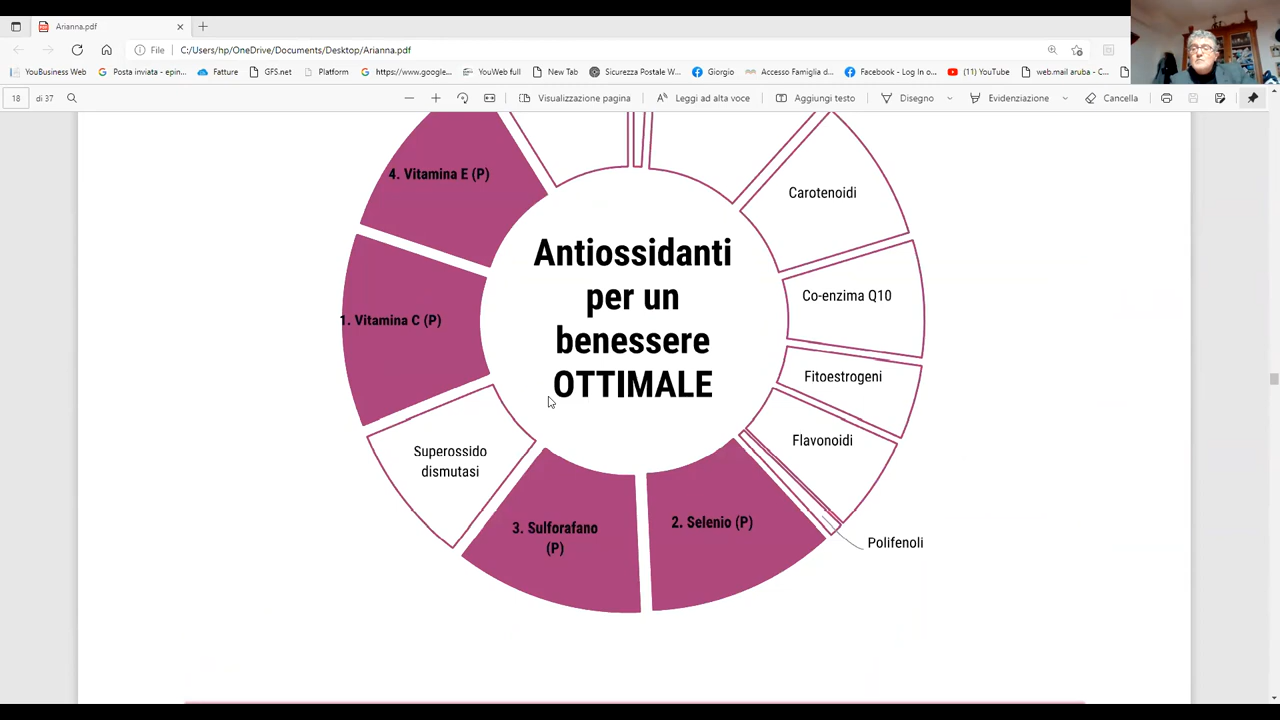 Arianna.pdf
File
C:/Users/hp/OneDrive/Documents/Desktop/Arianna.pdf
YouBusiness Web
Posta inviata - epin...
Fatture
GFS.net
Platform
https://www.google...
YouWeb full
New Tab
Sicurezza Postale W...
Giorgio
Accesso Famiglia d...
Facebook - Log In o...
(11) YouTube
web.mail aruba - C...
18
di 37
Visualizzazione pagina
Leggi ad alta voce
Aggiungi testo
Disegno
Evidenziazione
Cancella
4. Vitamina E (P)
Carotenoidi
Antiossidanti
per un
benessere
OTTIMALE
Co-enzima Q10
1. Vitamina C (P)
Fitoestrogeni
Flavonoidi
Superossido
dismutasi
3. Sulforafano
(P)
2. Selenio (P)
Polifenoli